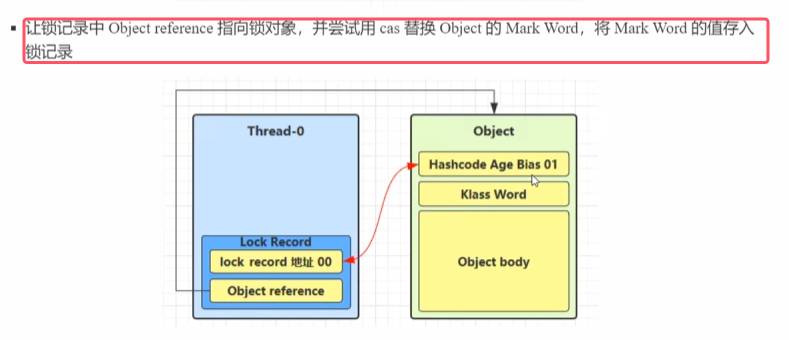 ▪ 让锁记录中 Object reference 指向锁对象，并尝试用 cas 替换 Object 的 Mark Word，将 Mark Word 的值存入
锁记录
Thread-0
Object
Hashcode Age Bias 01
Klass Word
Lock Record
lock record 地址 00
Object body
Object reference